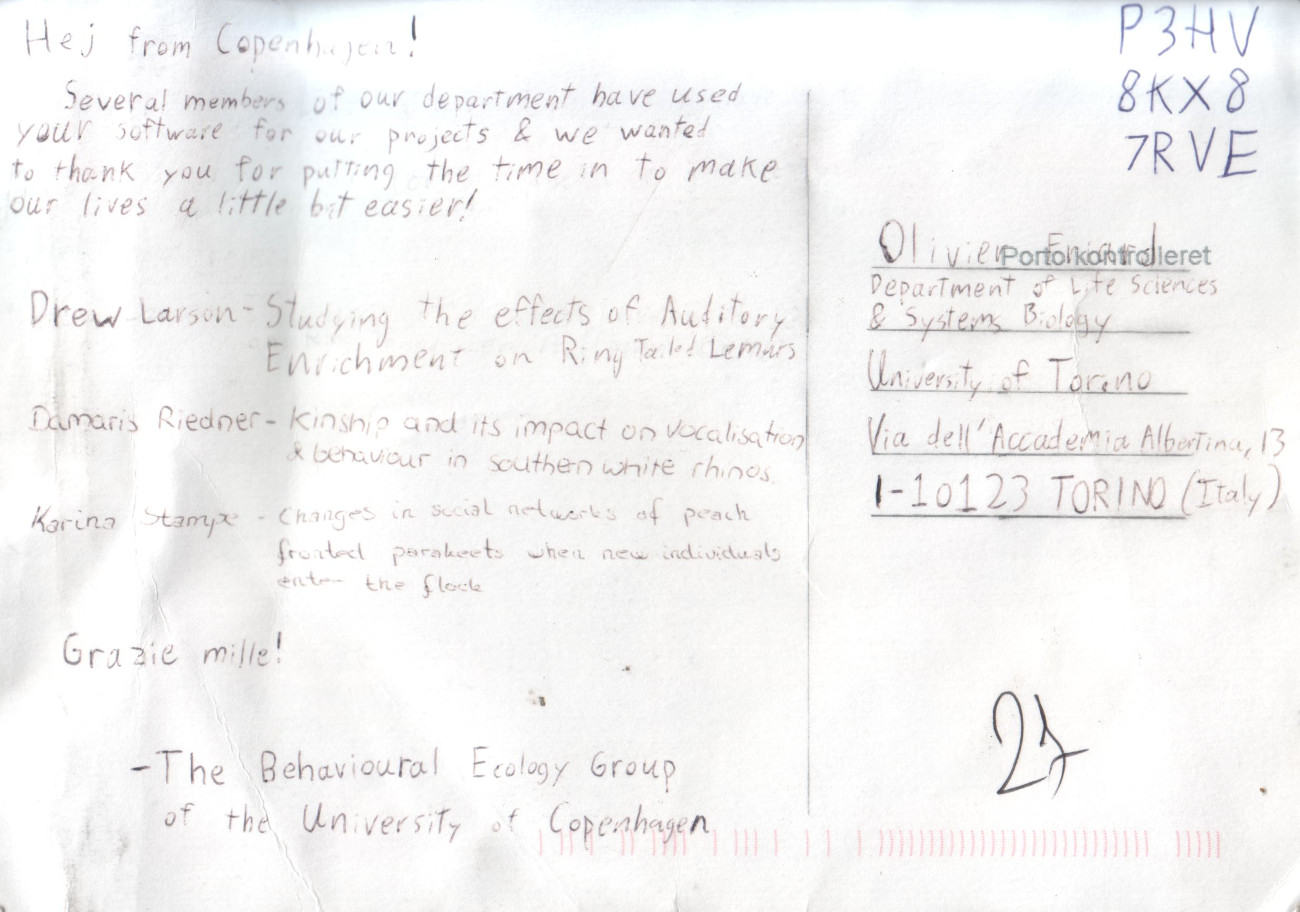 Hej from Copenhagen!
Several members of our department have used
your software for our projects & we wanted
to thank you for putting the time in to make
our lives a little bit easier!
Drew Larson - Studying the effects of Auditory
Enrichment on Ring Tailed Lemurs
Damaris Riedner - Kinship and its impact on vocalisation
& behaviour in southen white rhinos.
Karina - Changes in social networks of peach
fronted parakeets when new individuals
enter the flock
Grazie mille!
- The Behavioural Ecology Group
of the University of Copenhagen
P3HV
8KX8
7RVE
Olivier
Portorkontrolleret
Department of Life Sciences
& Systems Biology
University of Torino
Via dell'Accademia Albertina, 13
I-10123 TORINO (Italy)